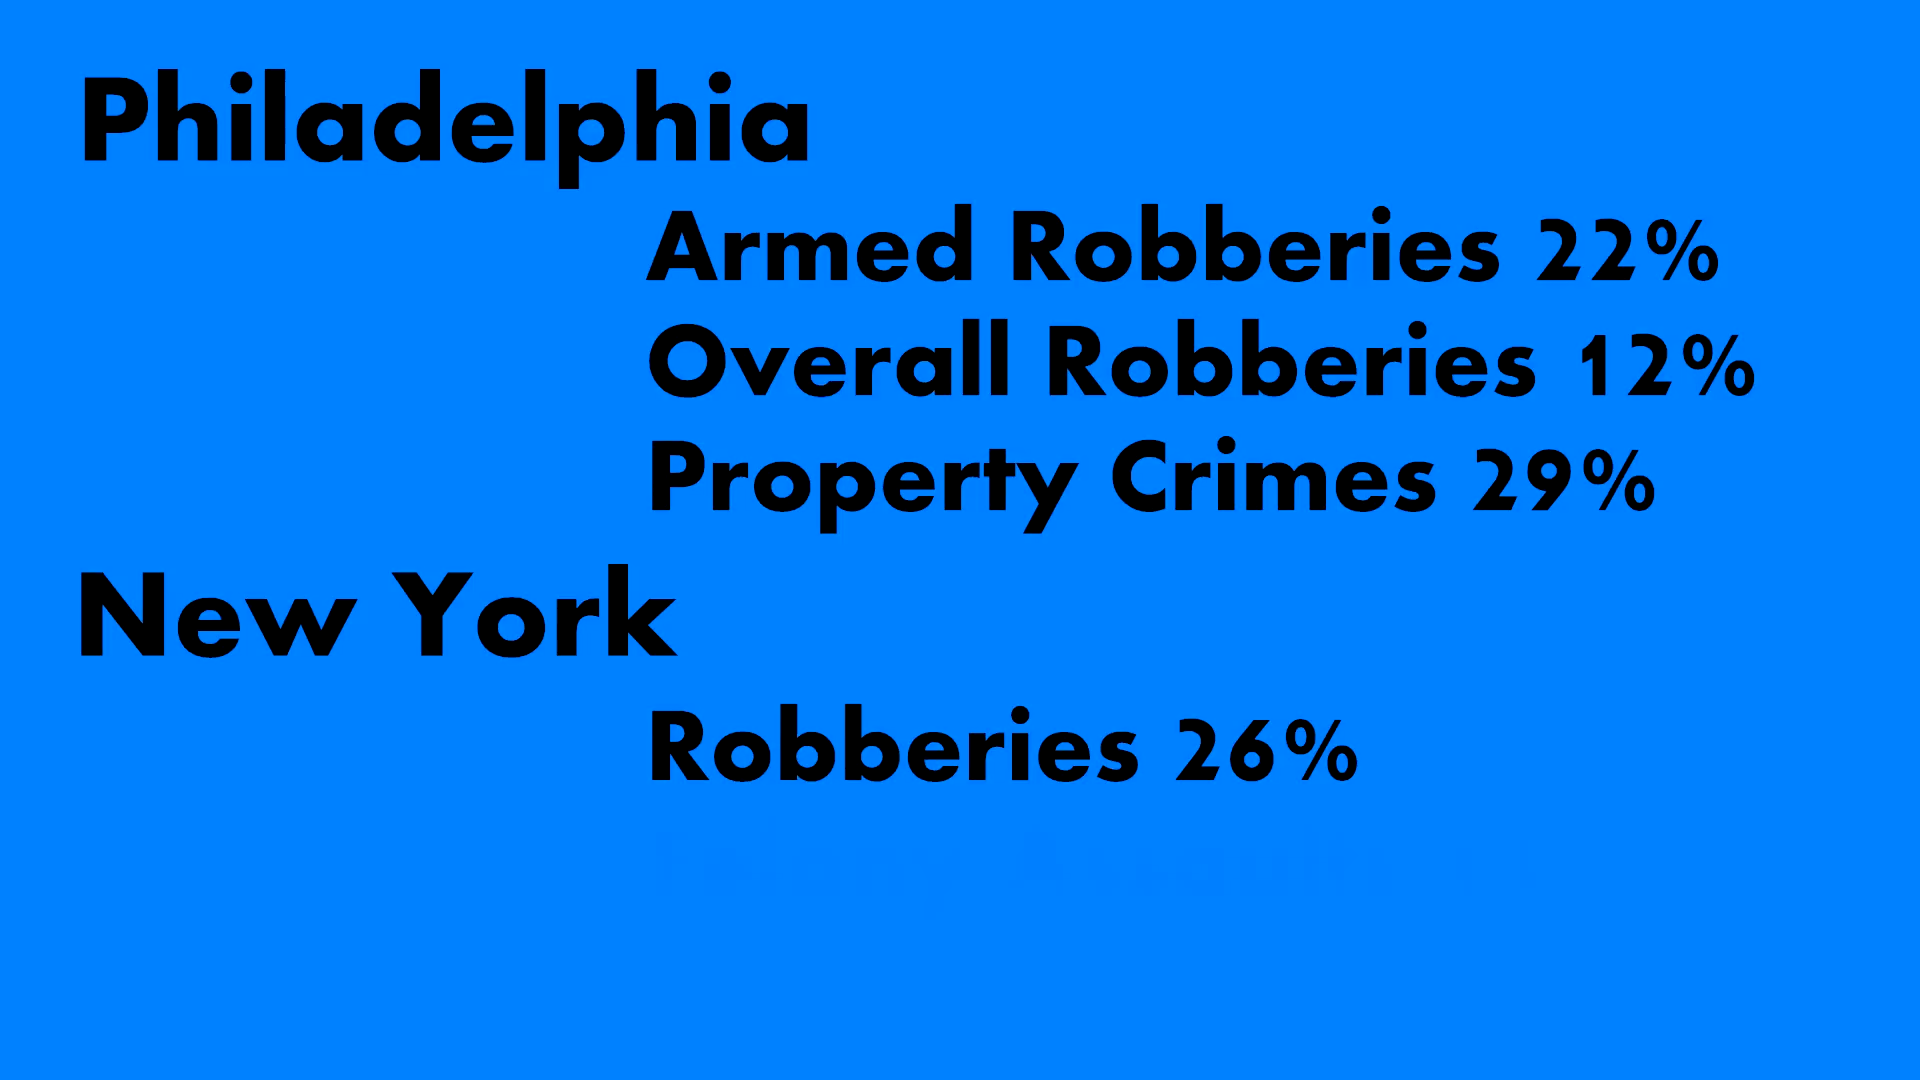 Philadelphia
Armed Robberies 22%
Overall Robberies 12%
Property Crimes 29%
New York
Robberies 26%